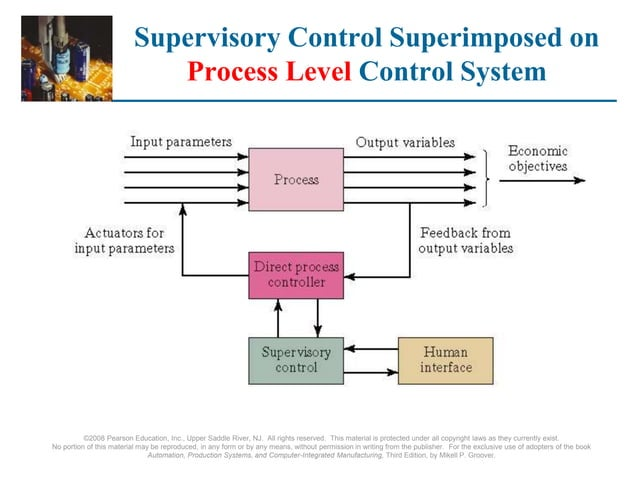 Supervisory Control Superimposed on
Process Level Control System
Input parameters
Output variables
Economic
objectives
Process
Actuators for
input parameters
Feedback from
output variables
Direct process
controller
Supervisory
control
Human
interface
©2008 Pearson Education, Inc., Upper Saddle River, NJ. All rights reserved. This material is protected under all copyright laws as they currently exist.
No portion of this material may be reproduced, in any form or by any means, without permission in writing from the publisher. For the exclusive use of adopters of the book
Automation, Production Systems, and Computer-Integrated Manufacturing, Third Edition, by Mikell P. Groover.